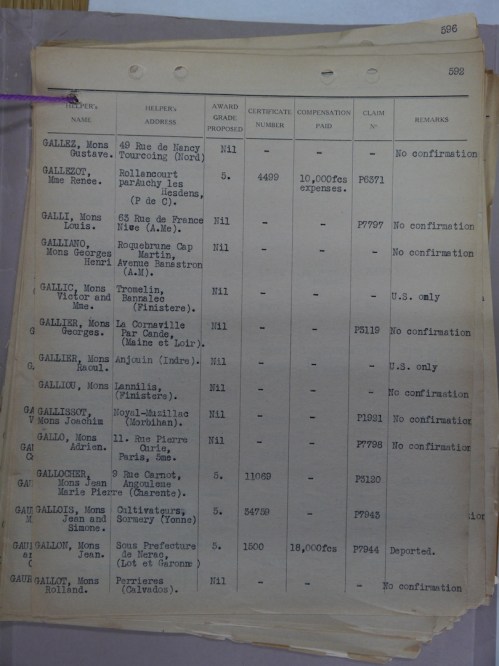 596
592
HELPER's NAME HELPER's ADDRESS AWARD GRADE PROPOSED CERTIFICATE NUMBER COMPENSATION PAID CLAIM No REMARKS
GALLEZ, Mons 49 Rue de Nancy Nil - - - No confirmation
Gustave. Tourcoing (Nord)
GALLEZOT, Rollancourt 5. 4499 10,000fcs P6371
Mme Renee. parAuchy les expenses.
Hesdens,
(P de C).
GALLI, Mons 63 Rue de France Nil - - P7797 No confirmation
Louis. Nice (A.Me).
GALLIANO, Roquebrune Cap Nil - - - No confirmation
Mons Georges Martin,
Henri Avenue Banastron
(A.M).
GALLIC, Mons Tromelin, Nil - - - U.S. only
Victor and Bannalec
Mme. (Finistere).
GALLIER, Mons La Cornaville Nil - - P3119 No confirmation
Georges. Par Cande,
(Maine et Loir).
GALLIER, Mons Anjouin (Indre). Nil - - - U.S. only
Raoul.
GALLIOU, Mons Lannilis, Nil - - - No confirmation
(Finistere).
GALLISSOT, Noyal-Muzillac Nil - - P1921 No confirmation
Mons Joachim (Morbihan).
GALLO, Mons 11. Rue Pierre Nil - - P7798 No confirmation
Adrien. Curie,
Paris, 5me.
GALLOCHER, 9 Rue Carnot, 5. 11069 - P3120
Mons Jean Angouleme
Marie Pierre (Charente).
GALLOIS, Mons Cultivateurs, 5. 34739 - P7943
Jean and Sormery (Yonne)
Simone.
GALLON, Mons Sous Prefecture 5. 1500 18,000fcs P7944 Deported.
Jean. de Nerac,
(Lot et Garonne)
GALLOT, Mons Perrieres Nil - - - No confirmation
Rolland. (Calvados).